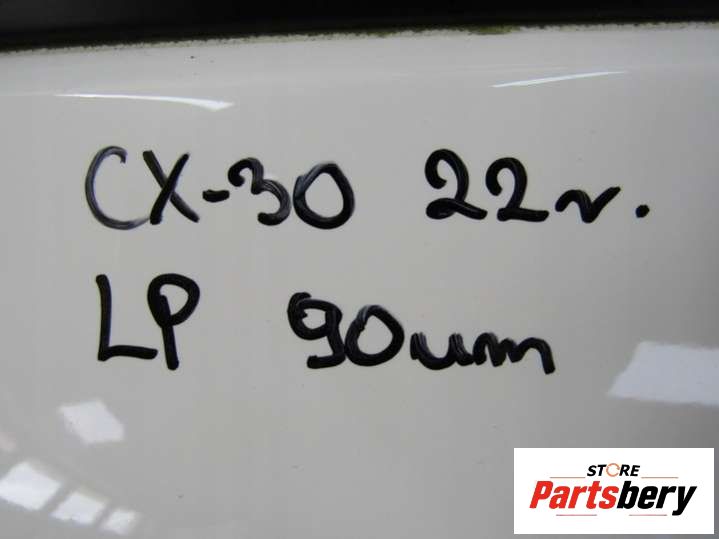 CX-30 22r.
LP 90um
STORE
Partsbery